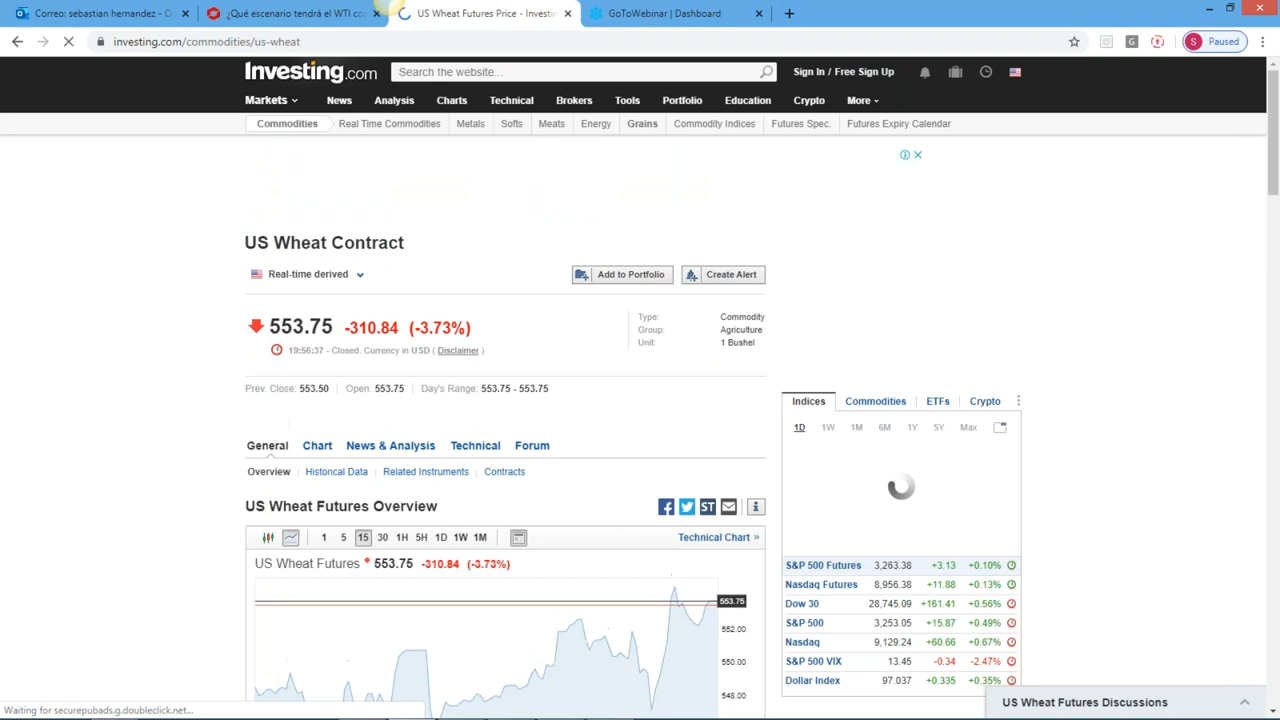 Correo: sebastian hernandez - O
¿Qué escenario tendrá el WTI co
US Wheat Futures Price - Investin
GoToWebinar | Dashboard
investing.com/commodities/us-wheat
S Paused
Investing.com
Search the website...
Sign In / Free Sign Up
Markets News Analysis Charts Technical Brokers Tools Portfolio Education Crypto More
Commodities Real Time Commodities Metals Softs Meats Energy Grains Commodity Indices Futures Spec. Futures Expiry Calendar
US Wheat Contract
Real-time derived
Add to Portfolio
Create Alert
553.75 -310.84 (-3.73%)
19:56:37 - Closed. Currency in USD ( Disclaimer )
Type: Commodity
Group: Agriculture
Unit: 1 Bushel
Prev. Close: 553.50 Open: 553.75 Day's Range: 553.75 - 553.75
General Chart News & Analysis Technical Forum
Overview Historical Data Related Instruments Contracts
US Wheat Futures Overview
ST
1 5 15 30 1H 5H 1D 1W 1M
Technical Chart »
US Wheat Futures 553.75 -310.84 (-3.73%)
553.75
552.00
550.00
548.00
Indices Commodities ETFs Crypto
1D 1W 1M 6M 1Y 5Y Max
S&P 500 Futures 3,263.38 +3.13 +0.10%
Nasdaq Futures 8,956.38 +11.88 +0.13%
Dow 30 28,745.09 +161.41 +0.56%
S&P 500 3,253.05 +15.87 +0.49%
Nasdaq 9,129.24 +60.66 +0.67%
S&P 500 VIX 13.45 -0.34 -2.47%
Dollar Index 97.037 +0.335 +0.35%
US Wheat Futures Discussions
Waiting for securepubads.g.doubleclick.net...